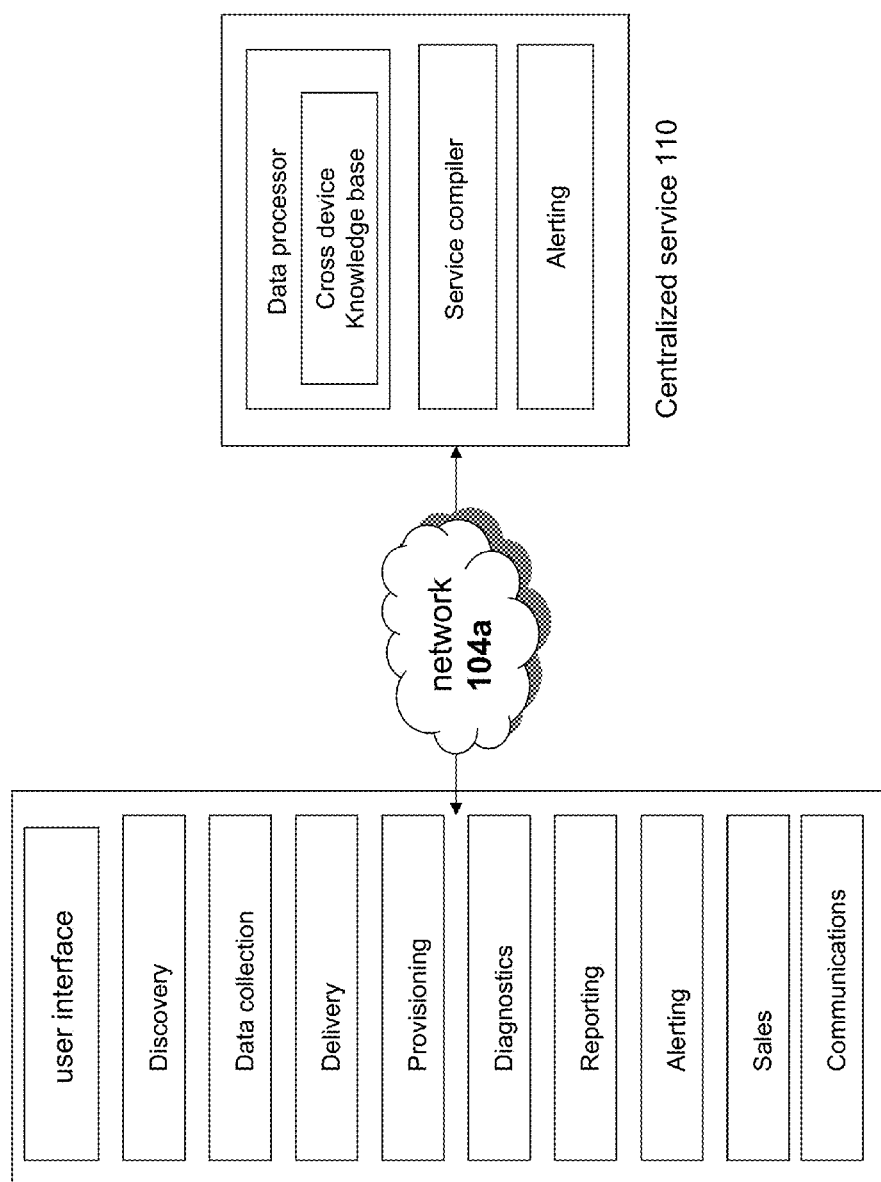 user interface
Discovery
Data collection
Delivery
Provisioning
Diagnostics
Reporting
Alerting
Sales
Communications
network
104a
Data processor
Cross device
Knowledge base
Service compiler
Alerting
Centralized service 110